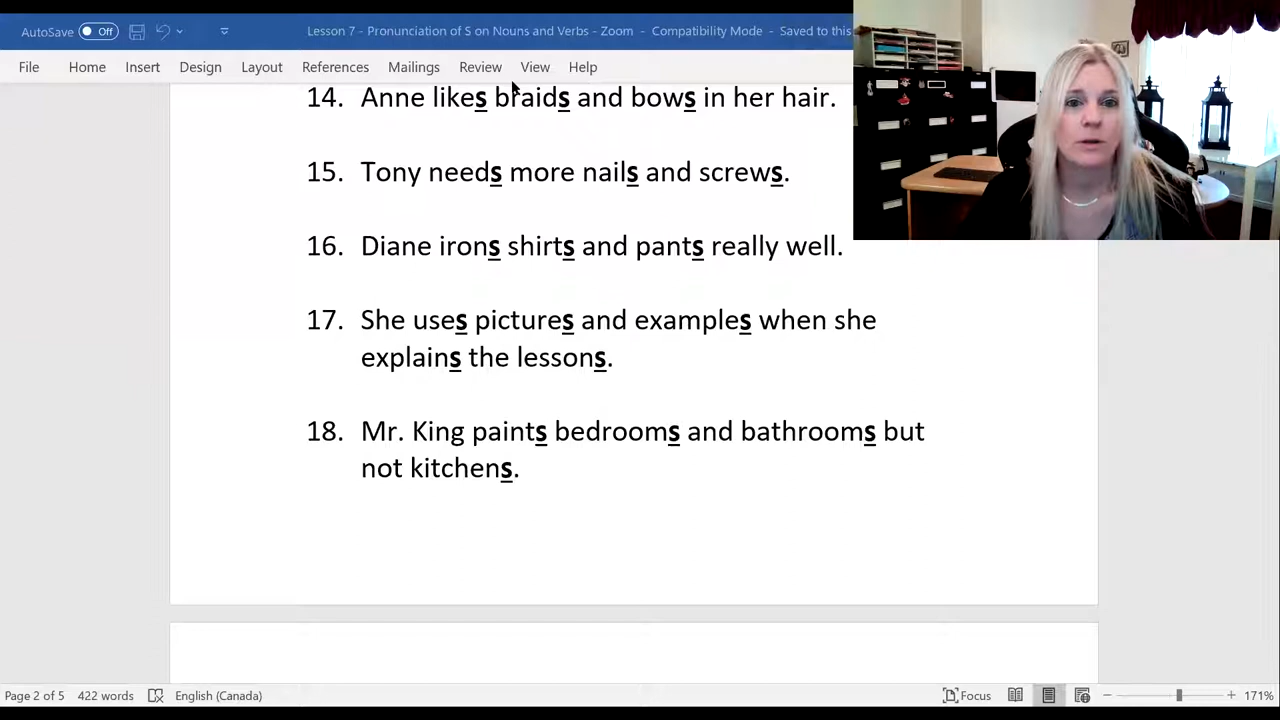 AutoSave Off Lesson 7 - Pronunciation of S on Nouns and Verbs - Zoom - Compatibility Mode - Saved to this
File Home Insert Design Layout References Mailings Review View Help
14. Anne likes braids and bows in her hair.
15. Tony needs more nails and screws.
16. Diane irons shirts and pants really well.
17. She uses pictures and examples when she
explains the lessons.
18. Mr. King paints bedrooms and bathrooms but
not kitchens.
Page 2 of 5 422 words English (Canada) Focus 171%